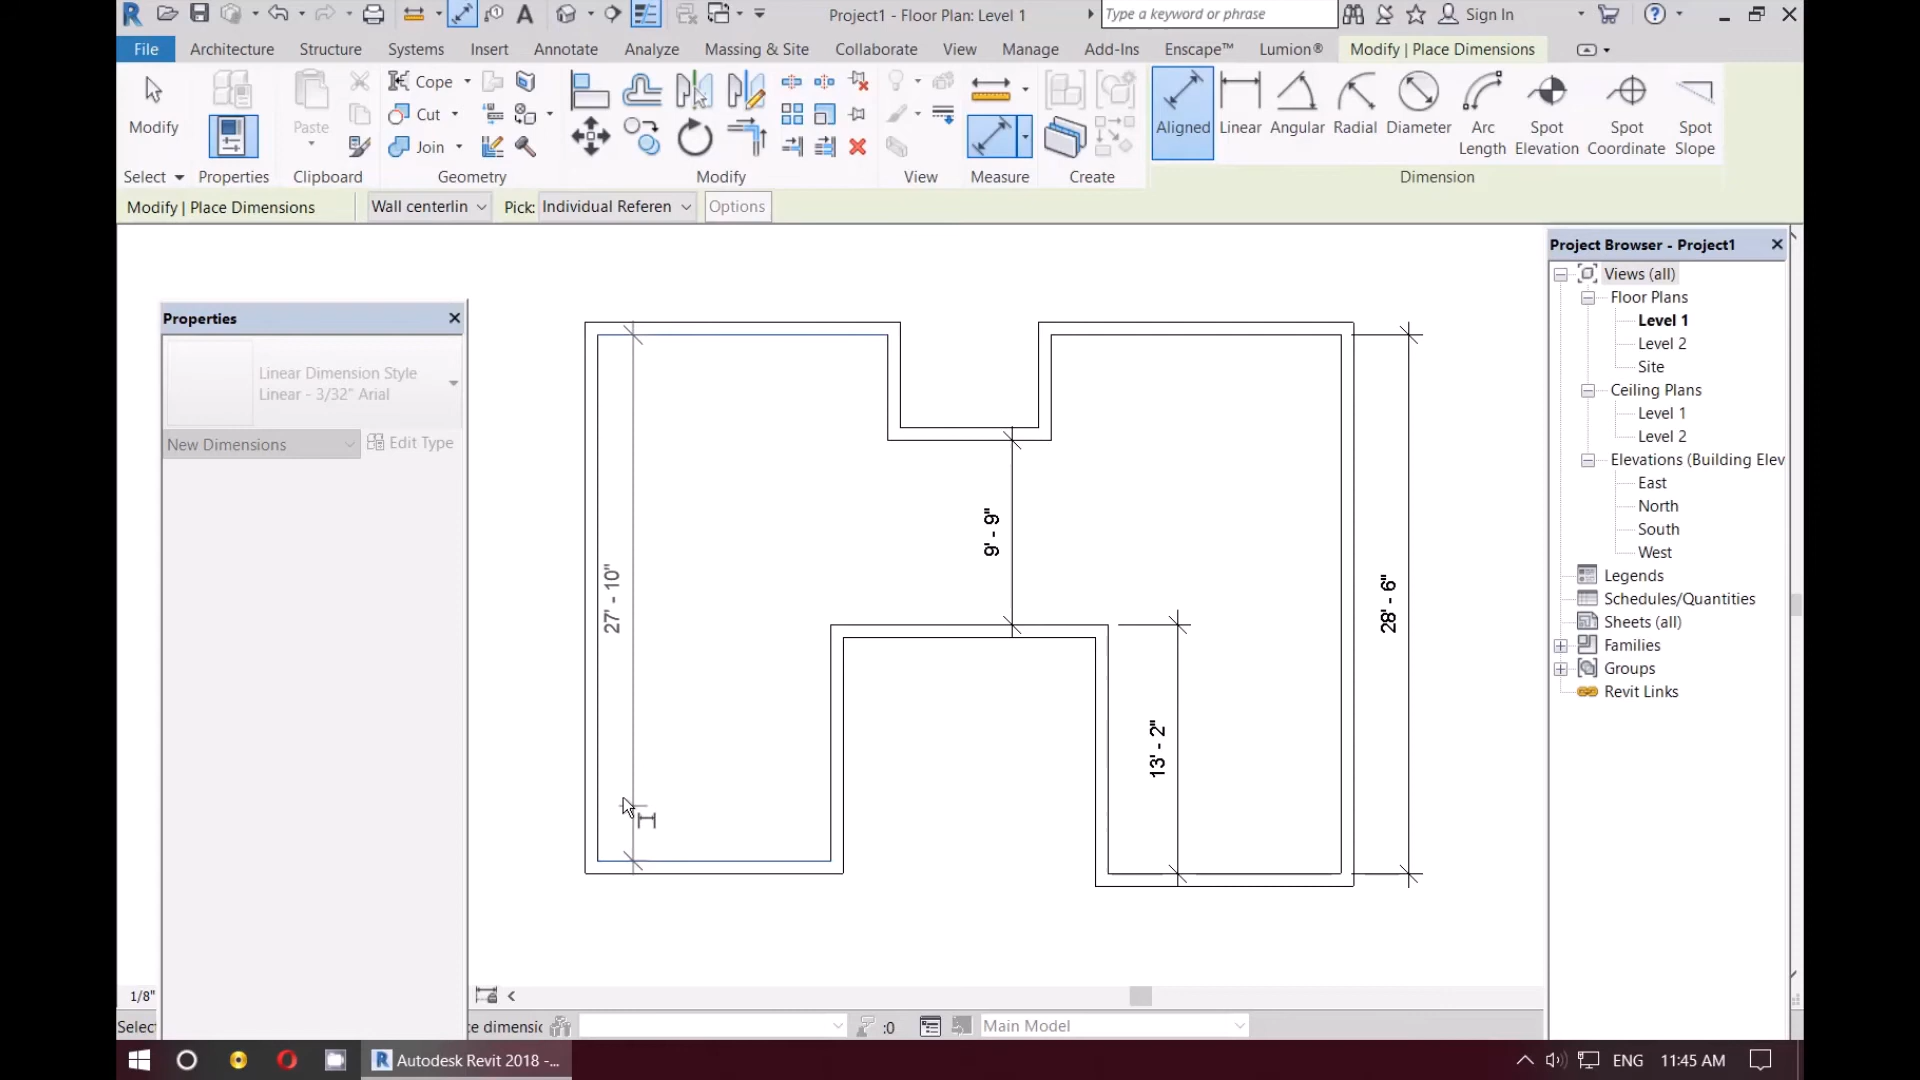 Project1 - Floor Plan: Level 1
Type a keyword or phrase
Sign In
File
Architecture
Structure
Systems
Insert
Annotate
Analyze
Massing & Site
Collaborate
View
Manage
Add-Ins
Enscape™
Lumion®
Modify | Place Dimensions
Modify
Paste
Cope
Cut
Join
Aligned
Linear
Angular
Radial
Diameter
Arc
Length
Spot
Elevation
Spot
Coordinate
Spot
Slope
Select
Properties
Clipboard
Geometry
Modify
View
Measure
Create
Dimension
Modify | Place Dimensions
Wall centerlin
Pick:
Individual Referen
Options
Properties
Linear Dimension Style
Linear - 3/32" Arial
New Dimensions
Edit Type
27' - 10"
9' - 9"
13' - 2"
28' - 6"
Project Browser - Project1
Views (all)
Floor Plans
Level 1
Level 2
Site
Ceiling Plans
Level 1
Level 2
Elevations (Building Elev
East
North
South
West
Legends
Schedules/Quantities
Sheets (all)
Families
Groups
Revit Links
1/8"
Selec
e dimensic
:0
Main Model
Autodesk Revit 2018 -...
ENG
11:45 AM